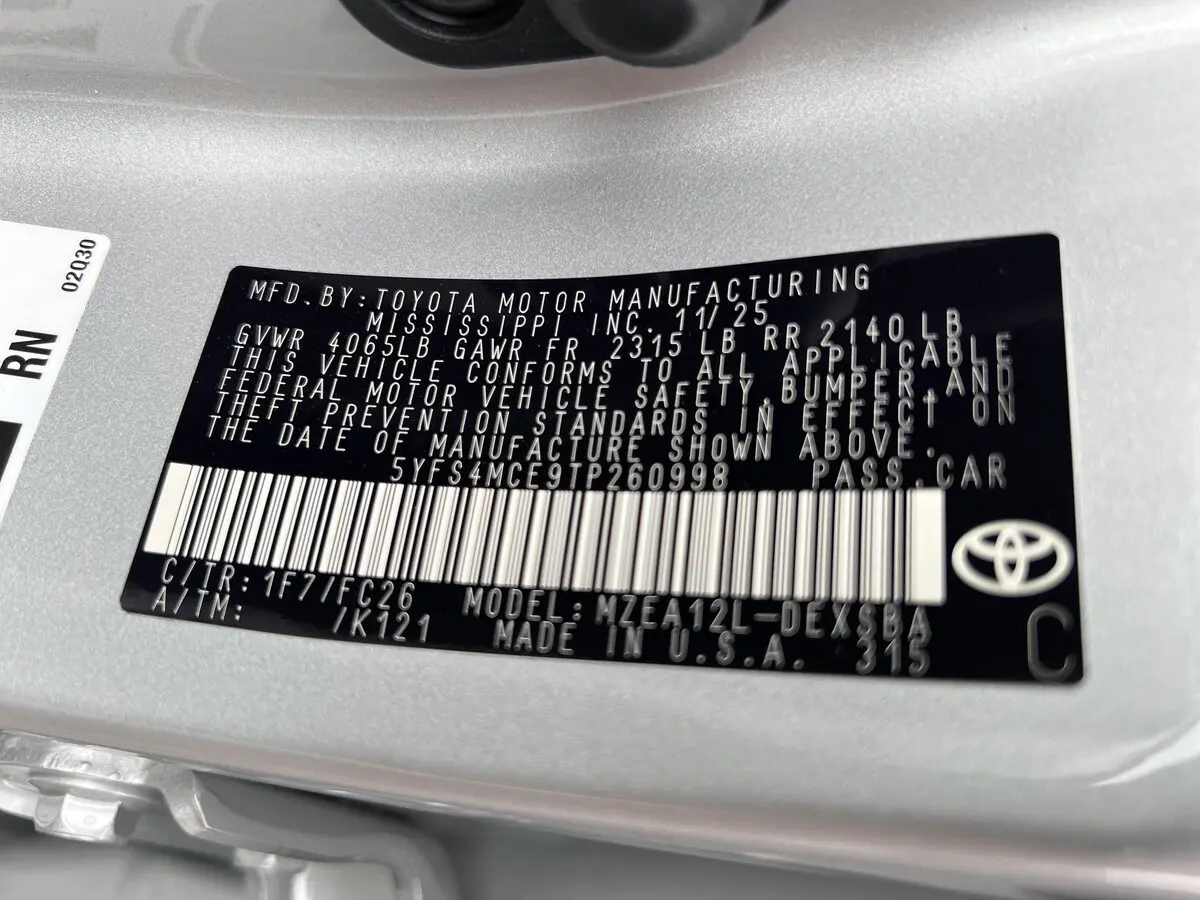 02Q30
RN
MFD. BY: TOYOTA MOTOR MANUFACTURING
MISSISSIPPI INC. 11/25
GVWR 4065LB GAWR FR 2315 LB RR 2140 LB
THIS VEHICLE CONFORMS TO ALL APPLICABLE
FEDERAL MOTOR VEHICLE SAFETY, BUMPER, AND
THEFT PREVENTION STANDARDS IN EFFECT ON
THE DATE OF MANUFACTURE SHOWN ABOVE.
5YFS4MCE9TP260998 PASS. CAR
C/TR: 1F7/FC26 MODEL: MZEA12L-DEXSBA
A/TM: /K121 MADE IN U.S.A. 315
C